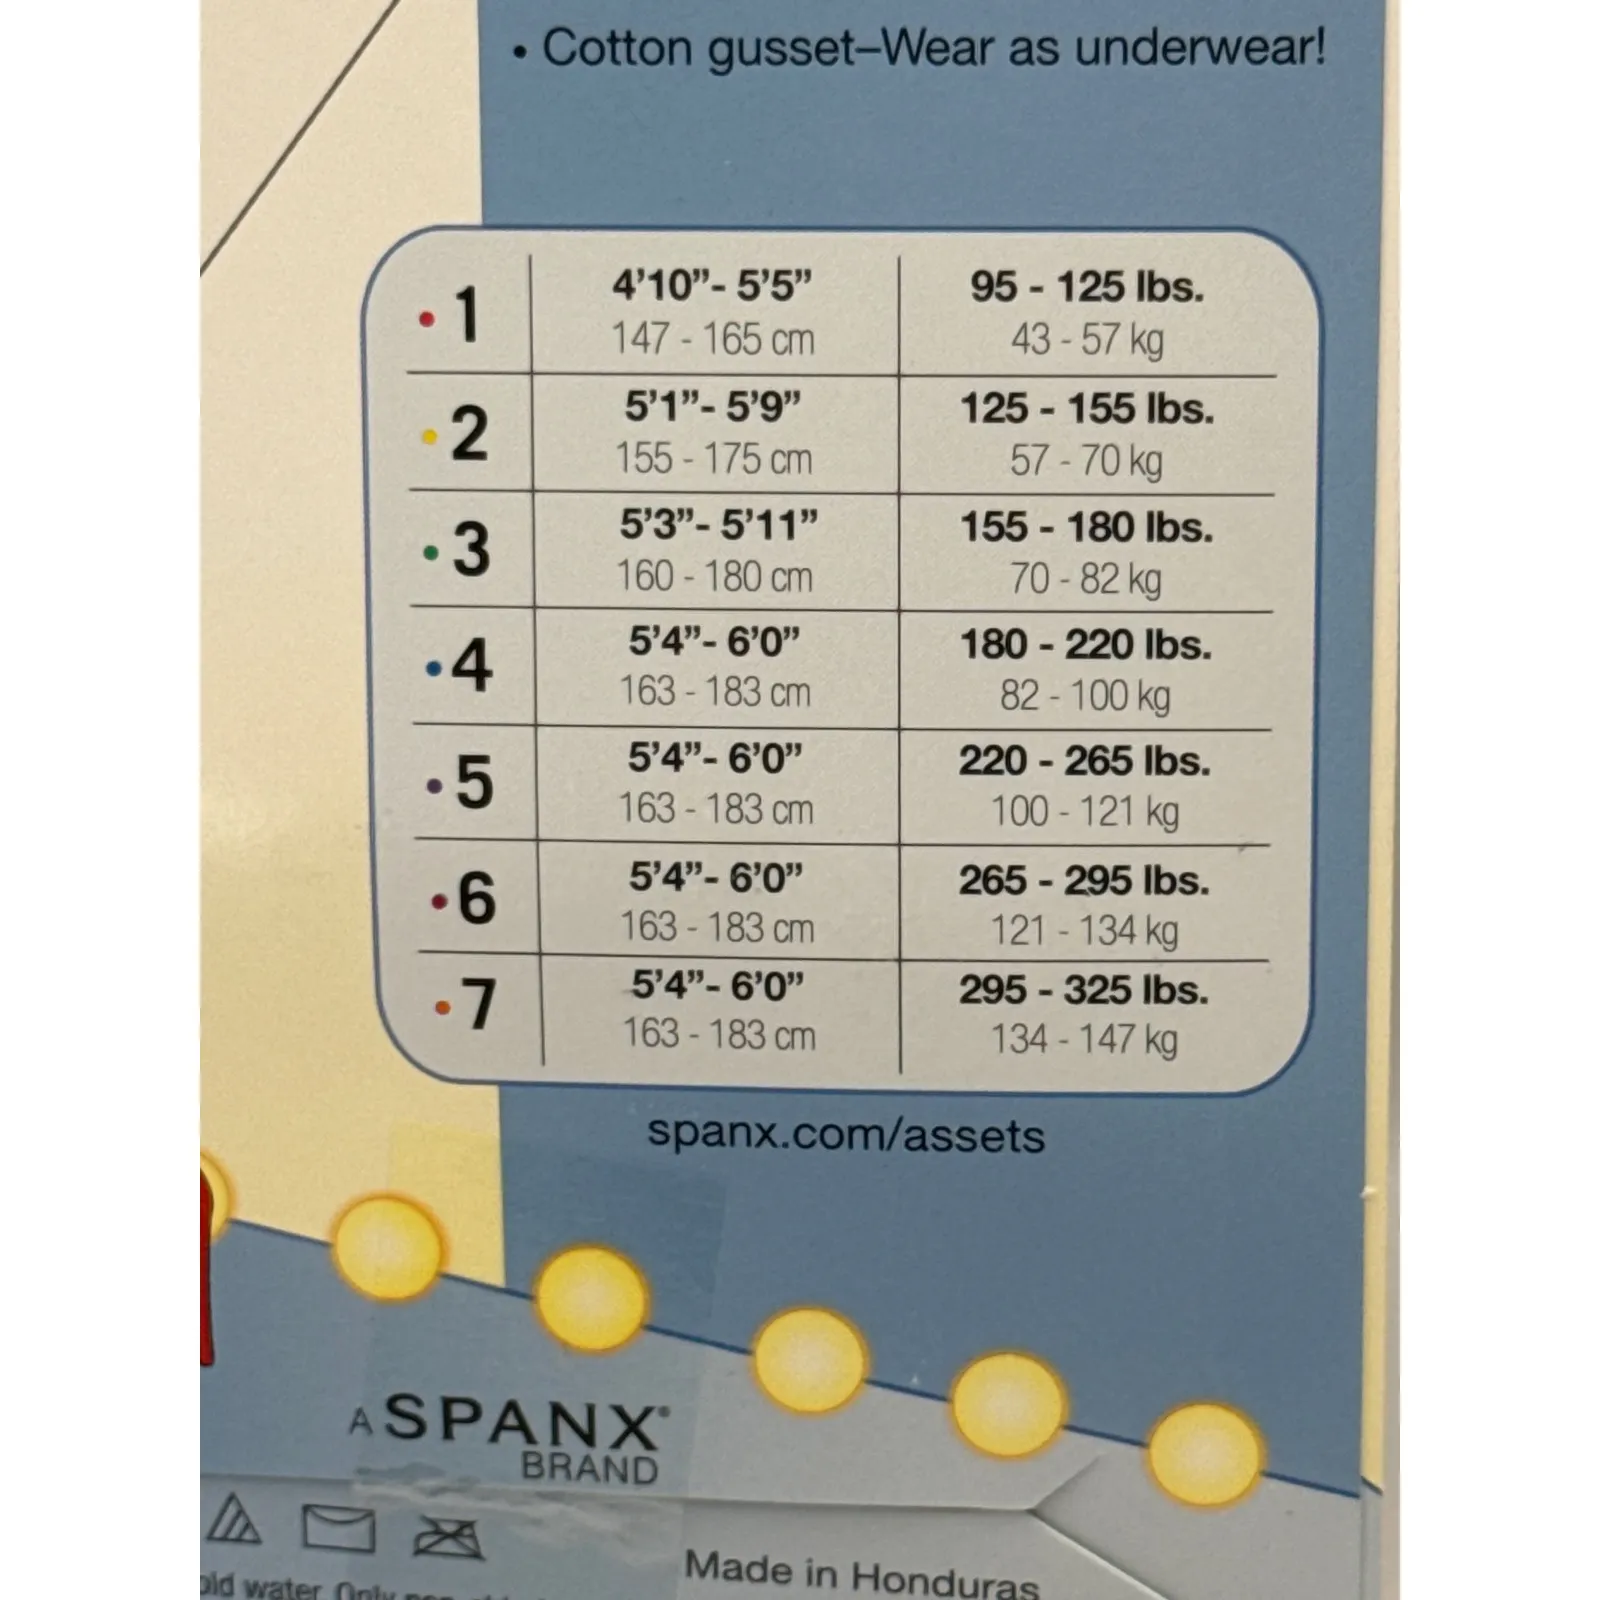 • Cotton gusset–Wear as underwear!
• 1 4’10”- 5’5” 95 - 125 lbs.
147 - 165 cm 43 - 57 kg
• 2 5’1”- 5’9” 125 - 155 lbs.
155 - 175 cm 57 - 70 kg
• 3 5’3”- 5’11” 155 - 180 lbs.
160 - 180 cm 70 - 82 kg
• 4 5’4”- 6’0” 180 - 220 lbs.
163 - 183 cm 82 - 100 kg
• 5 5’4”- 6’0” 220 - 265 lbs.
163 - 183 cm 100 - 121 kg
• 6 5’4”- 6’0” 265 - 295 lbs.
163 - 183 cm 121 - 134 kg
• 7 5’4”- 6’0” 295 - 325 lbs.
163 - 183 cm 134 - 147 kg
spanx.com/assets
A SPANX®
BRAND
Made in Honduras
water. Only